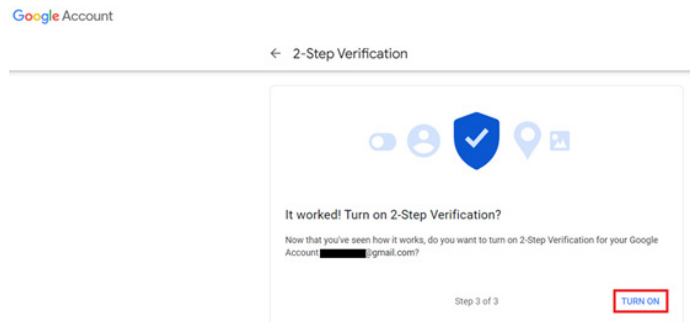 Google Account
← 2-Step Verification
It worked! Turn on 2-Step Verification?
Now that you've seen how it works, do you want to turn on 2-Step Verification for your Google
Account @gmail.com?
Step 3 of 3
TURN ON